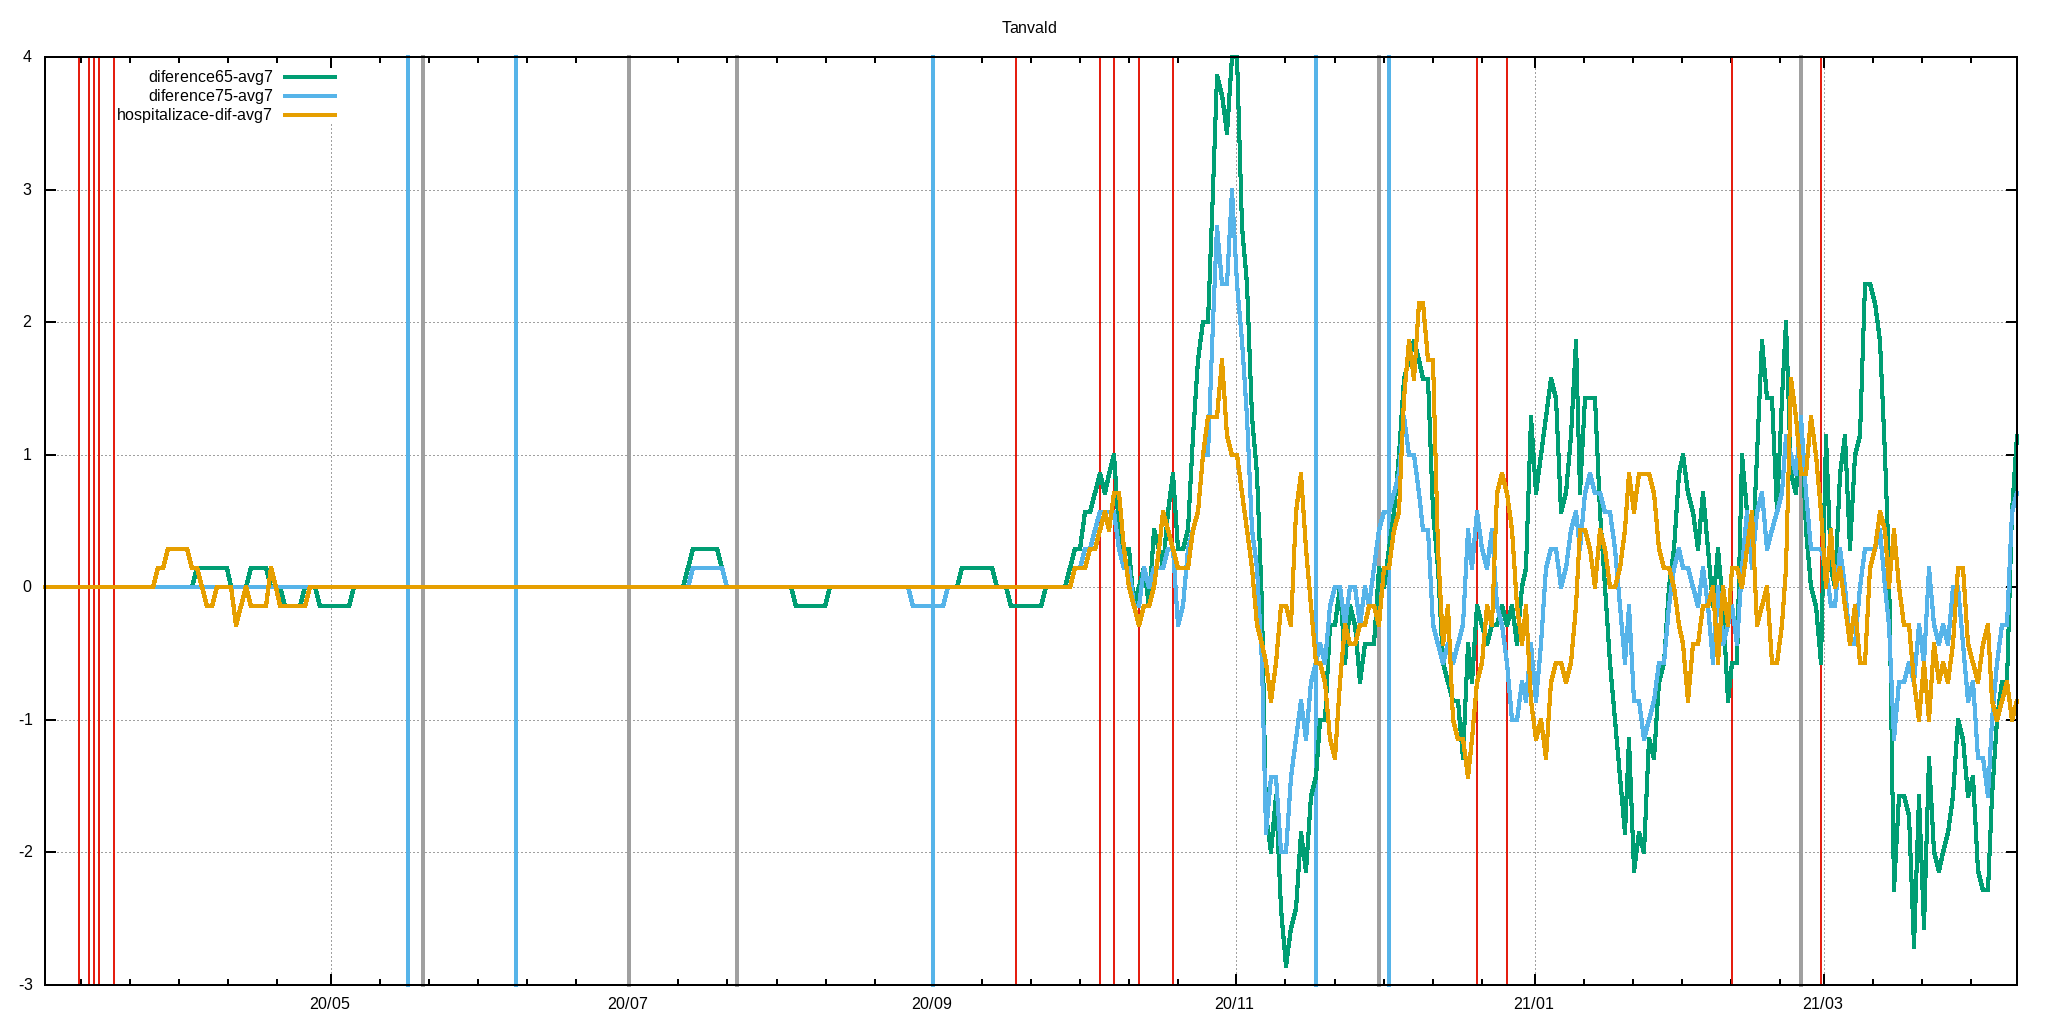 Tanvald
diference65-avg7
diference75-avg7
hospitalizace-dif-avg7
4
3
2
1
0
-1
-2
-3
20/05 20/07 20/09 20/11 21/01 21/03